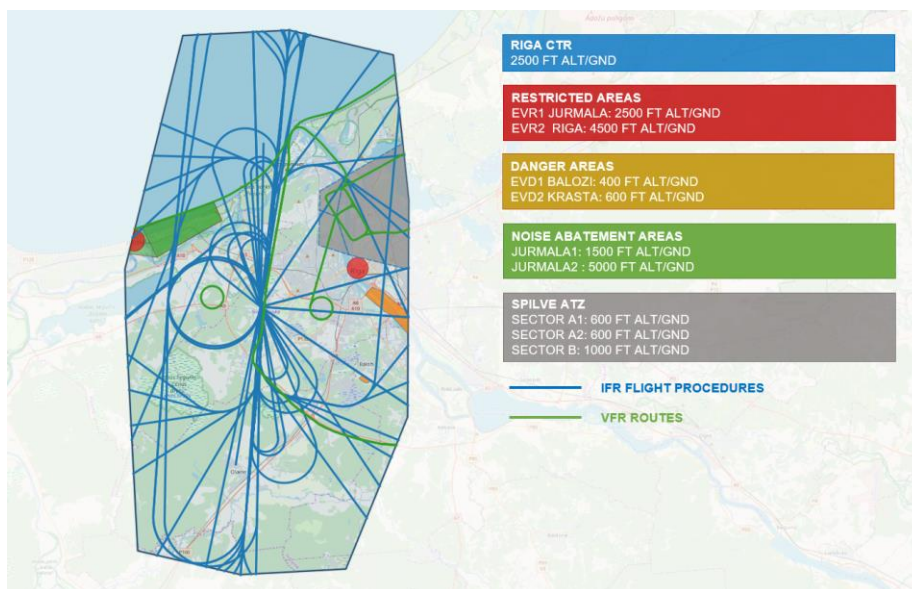 RIGA CTR
2500 FT ALT/GND
RESTRICTED AREAS
EVR1 JURMALA: 2500 FT ALT/GND
EVR2 RIGA: 4500 FT ALT/GND
DANGER AREAS
EVD1 BALOZI: 400 FT ALT/GND
EVD2 KRASTA: 600 FT ALT/GND
NOISE ABATEMENT AREAS
JURMALA1: 1500 FT ALT/GND
JURMALA2 : 5000 FT ALT/GND
SPILVE ATZ
SECTOR A1: 600 FT ALT/GND
SECTOR A2: 600 FT ALT/GND
SECTOR B: 1000 FT ALT/GND
IFR FLIGHT PROCEDURES
VFR ROUTES